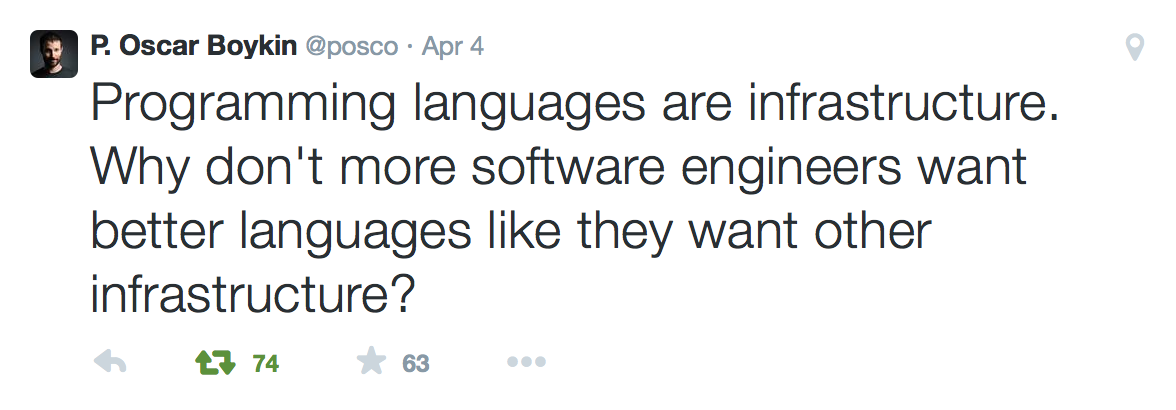 P. Oscar Boykin @posco · Apr 4
Programming languages are infrastructure.
Why don't more software engineers want
better languages like they want other
infrastructure?
74 63